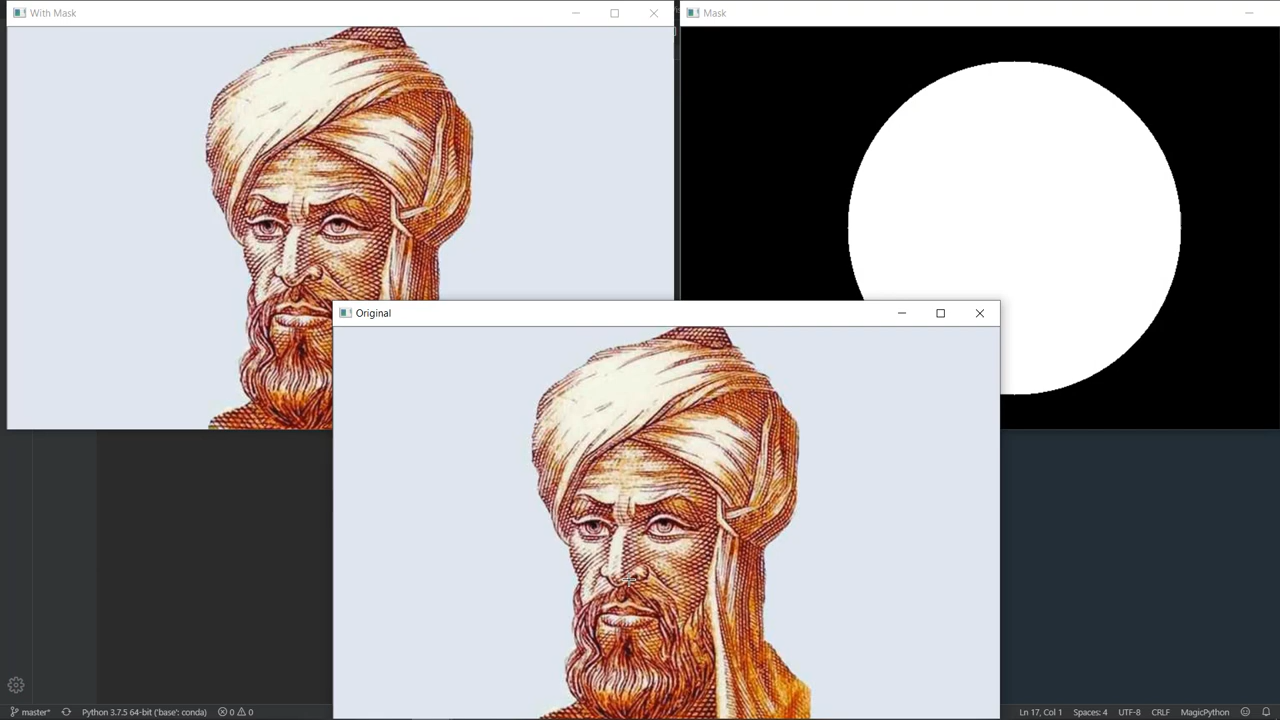 With Mask
Mask
Original
master*
Python 3.7.5 64-bit ('base': conda)
0
0
Ln 17, Col 1
Spaces: 4
UTF-8
CRLF
MagicPython